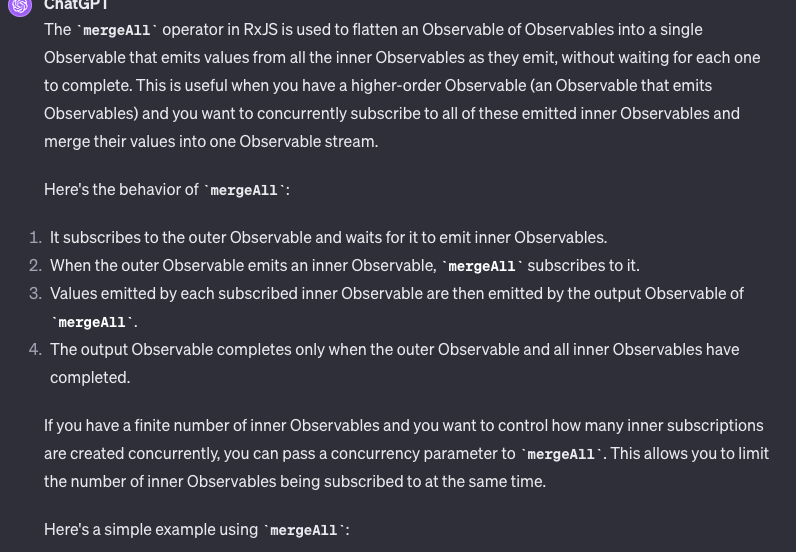 ChatGPT
The `mergeAll` operator in RxJS is used to flatten an Observable of Observables into a single
Observable that emits values from all the inner Observables as they emit, without waiting for each one
to complete. This is useful when you have a higher-order Observable (an Observable that emits
Observables) and you want to concurrently subscribe to all of these emitted inner Observables and
merge their values into one Observable stream.
Here's the behavior of `mergeAll`:
1. It subscribes to the outer Observable and waits for it to emit inner Observables.
2. When the outer Observable emits an inner Observable, `mergeAll` subscribes to it.
3. Values emitted by each subscribed inner Observable are then emitted by the output Observable of
`mergeAll`.
4. The output Observable completes only when the outer Observable and all inner Observables have
completed.
If you have a finite number of inner Observables and you want to control how many inner subscriptions
are created concurrently, you can pass a concurrency parameter to `mergeAll`. This allows you to limit
the number of inner Observables being subscribed to at the same time.
Here's a simple example using `mergeAll`: